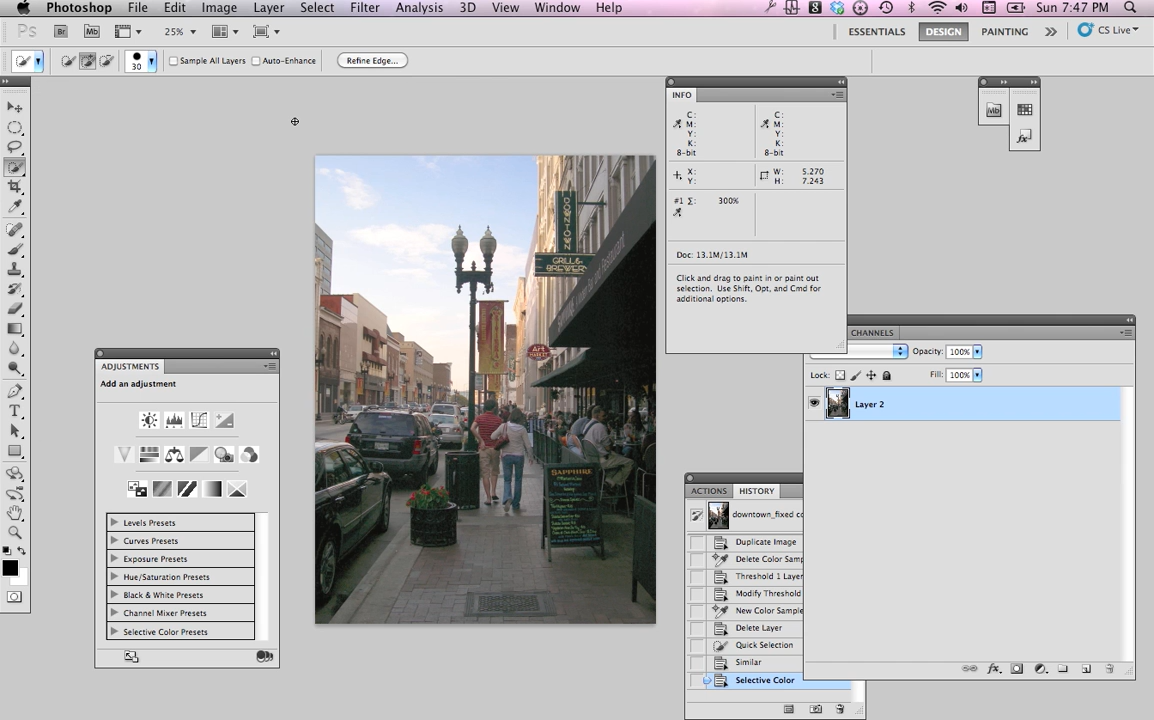 Photoshop File Edit Image Layer Select Filter Analysis 3D View Window Help Sun 7:47 PM
Ps Br Mb 25% ESSENTIALS DESIGN PAINTING CS Live
30 Sample All Layers Auto-Enhance Refine Edge...
INFO
C: C:
M: M:
Y: Y:
K: K:
8-bit 8-bit
X: W: 5.270
Y: H: 7.243
#1 Σ: 300%
Doc: 13.1M/13.1M
Click and drag to paint in or paint out
selection. Use Shift, Opt, and Cmd for
additional options.
Mb
fx
DOWNTOWN
GRILL &
BREWERY
Art
MARKET
SAPPHIRE
CHANNELS
Opacity: 100%
Lock: Fill: 100%
Layer 2
fx
ADJUSTMENTS
Add an adjustment
Levels Presets
Curves Presets
Exposure Presets
Hue/Saturation Presets
Black & White Presets
Channel Mixer Presets
Selective Color Presets
ACTIONS HISTORY
downtown_fixed co
Duplicate Image
Delete Color Samp
Threshold 1 Layer
Modify Threshold
New Color Sample
Delete Layer
Quick Selection
Similar
Selective Color